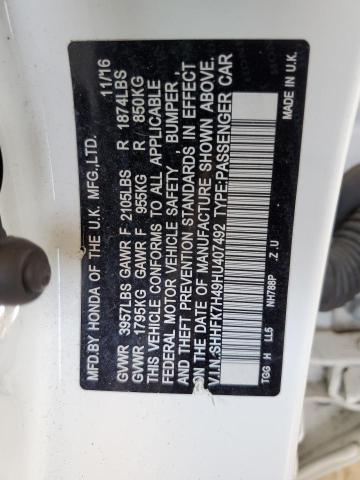 MFD.BY HONDA OF THE U.K. MFG.,LTD. 11/16
GVWR 3957LBS GAWR F 2105LBS R 1874LBS
GVWR 1795KG GAWR F 955KG R 850KG
THIS VEHICLE CONFORMS TO ALL APPLICABLE
FEDERAL MOTOR VEHICLE SAFETY, BUMPER,
AND THEFT PREVENTION STANDARDS IN EFFECT
ON THE DATE OF MANUFACTURE SHOWN ABOVE.
V.I.N.:SHHFK7H49HU407492 TYPE:PASSENGER CAR
NH788P .Z .U MADE IN U.K.
TGG H LL5